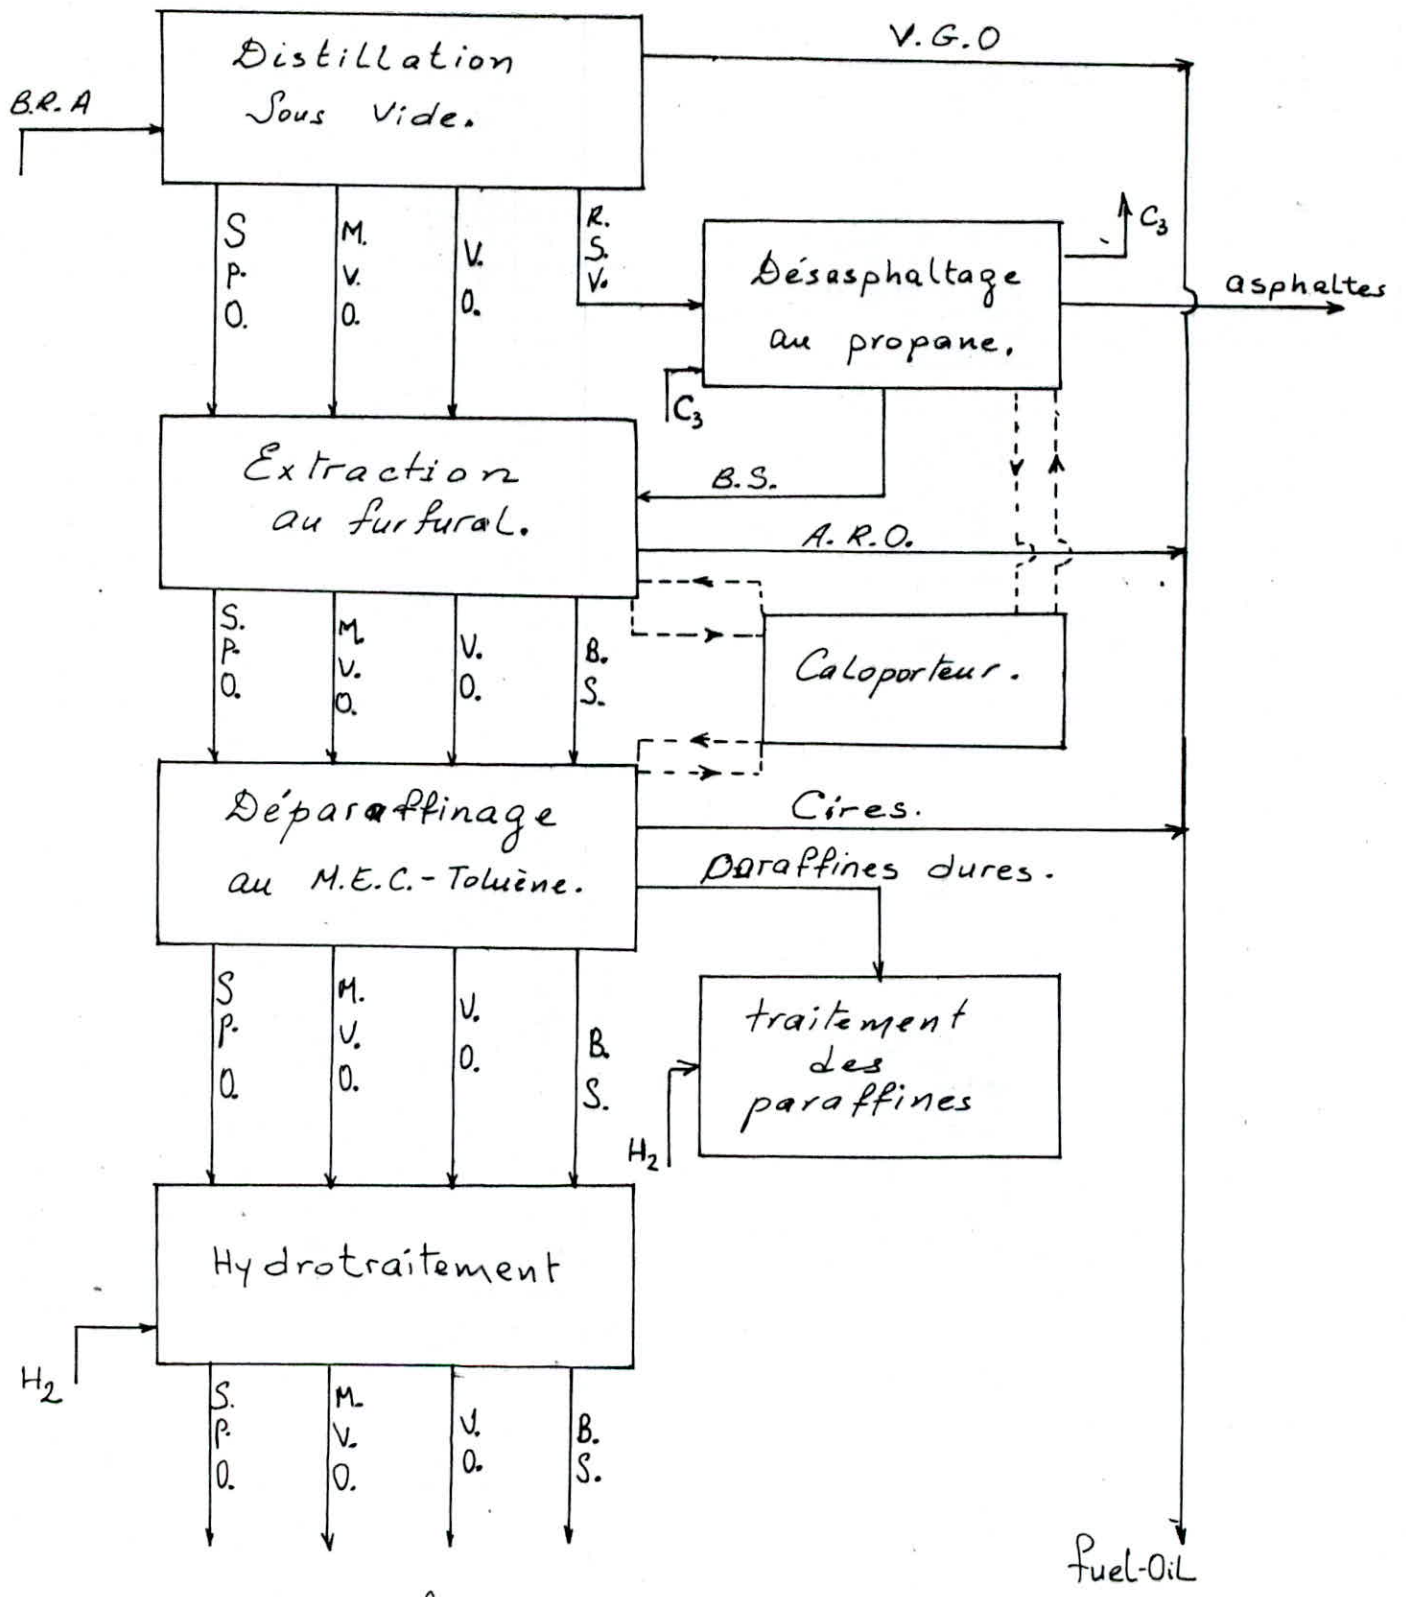 V.G.O
Distillation
Sous Vide.
B.R.A
S
P.
O.
M.
V.
O.
V.
O.
R.
S.
V.
C3
Désasphaltage
au propane.
asphaltes
C3
Extraction
au furfural.
B.S.
A.R.O.
S.
P.
O.
M.
V.
O.
V.
O.
B.
S.
Caloporteur.
Déparaffinage
au M.E.C.-Toluène.
Cires.
paraffines dures.
S
P.
O.
M.
V.
O.
V.
O.
B.
S.
traitement
des
paraffines
H2
Hydrotraitement
H2
S.
P.
O.
M.
V.
O.
V.
O.
B.
S.
fuel-OiL